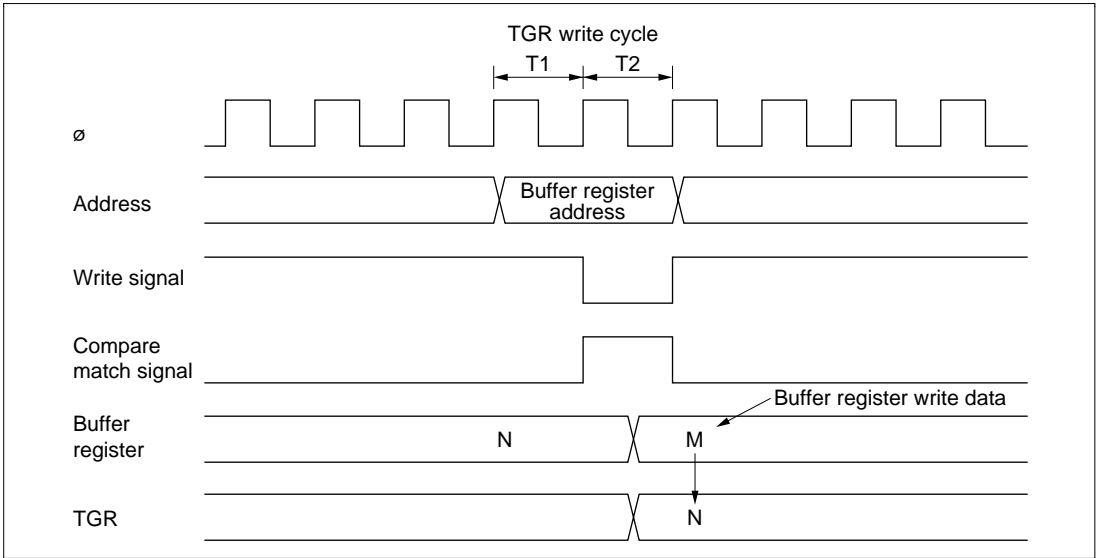 TGR write cycle
T1 T2
ø
Address
Buffer register
address
Write signal
Compare
match signal
Buffer register write data
Buffer
register
N M
TGR
N